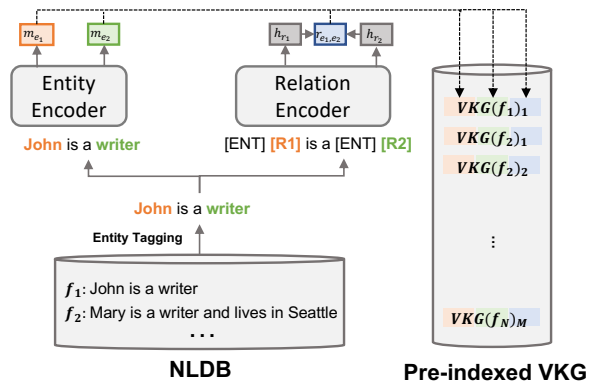 m_{e_1} m_{e_2} h_{r_1} r_{e_1,e_2} h_{r_2}
Entity
Encoder
Relation
Encoder
John is a writer
[ENT] [R1] is a [ENT] [R2]
John is a writer
Entity Tagging
f_1: John is a writer
f_2: Mary is a writer and lives in Seattle
...
NLDB
VKG(f_1)_1
VKG(f_2)_1
VKG(f_2)_2
⋮
VKG(f_N)_M
Pre-indexed VKG